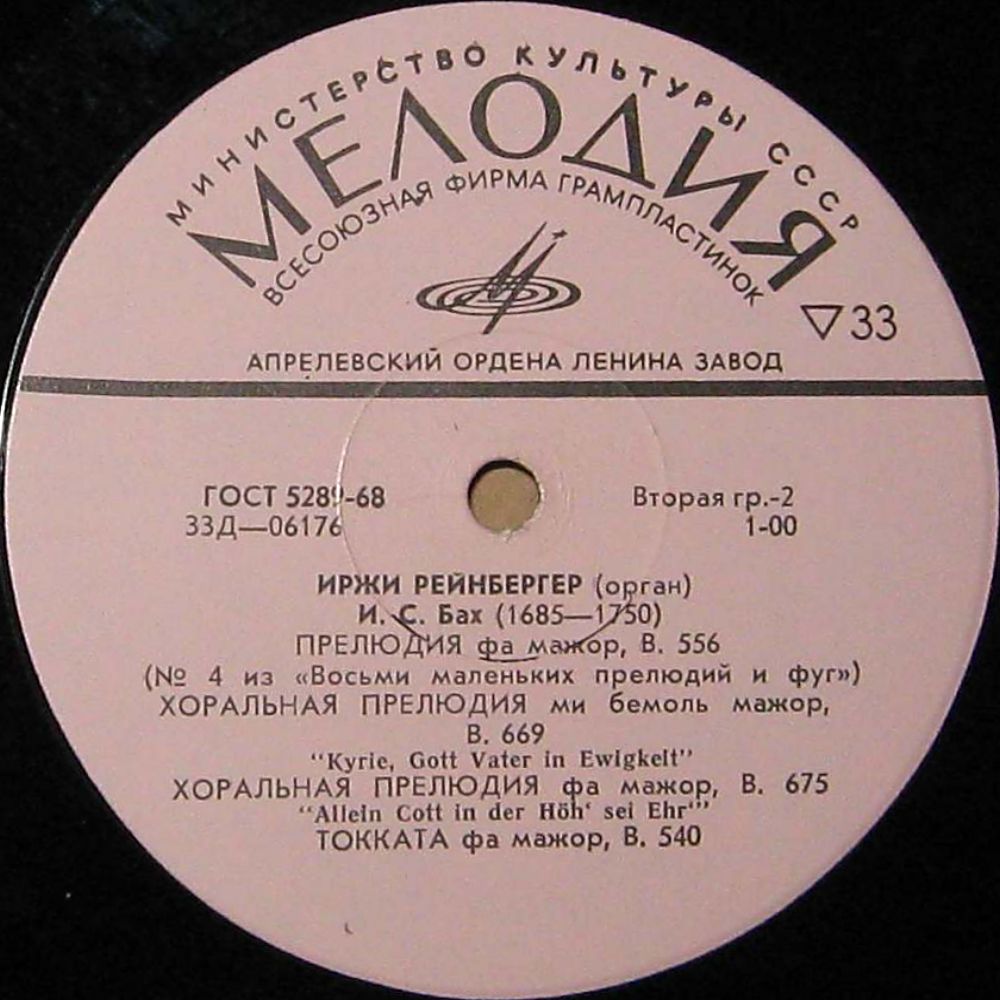 МИНИСТЕРСТВО КУЛЬТУРЫ СССР
МЕЛОДИЯ
ВСЕСОЮЗНАЯ ФИРМА ГРАМПЛАСТИНОК
▽33
АПРЕЛЕВСКИЙ ОРДЕНА ЛЕНИНА ЗАВОД
ГОСТ 5289-68
Вторая гр.-2
33Д—06176
1-00
ИРЖИ РЕЙНБЕРГЕР (орган)
И. С. Бах (1685—1750)
ПРЕЛЮДИЯ фа мажор, В. 556
(№ 4 из «Восьми маленьких прелюдий и фуг»)
ХОРАЛЬНАЯ ПРЕЛЮДИЯ ми бемоль мажор,
В. 669
“Kyrie, Gott Vater in Ewigkeit”
ХОРАЛЬНАЯ ПРЕЛЮДИЯ фа мажор, В. 675
“Allein Cott in der Höh‘ sei Ehr‘”
ТОККАТА фа мажор, В. 540